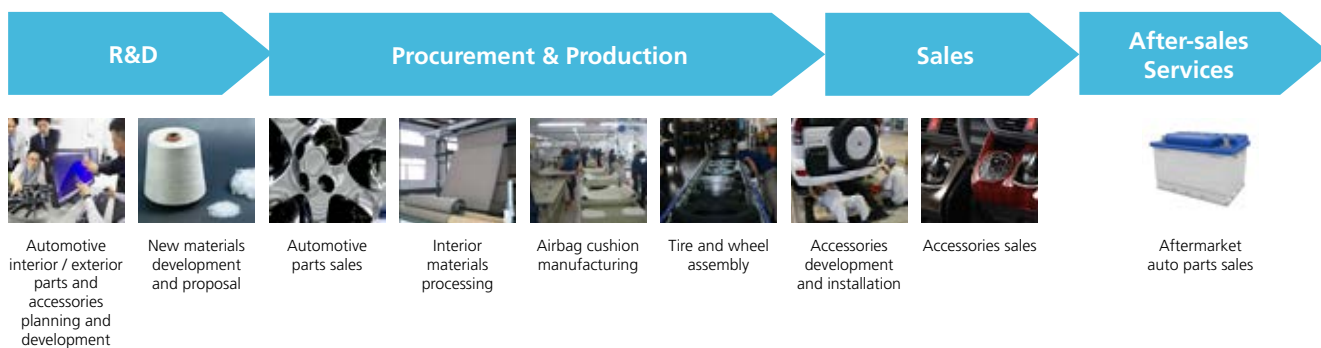 R&D
Procurement & Production
Sales
After-sales
Services
Automotive
interior / exterior
parts and
accessories
planning and
development
New materials
development
and proposal
Automotive
parts sales
Interior
materials
processing
Airbag cushion
manufacturing
Tire and wheel
assembly
Accessories
development
and installation
Accessories sales
Aftermarket
auto parts sales